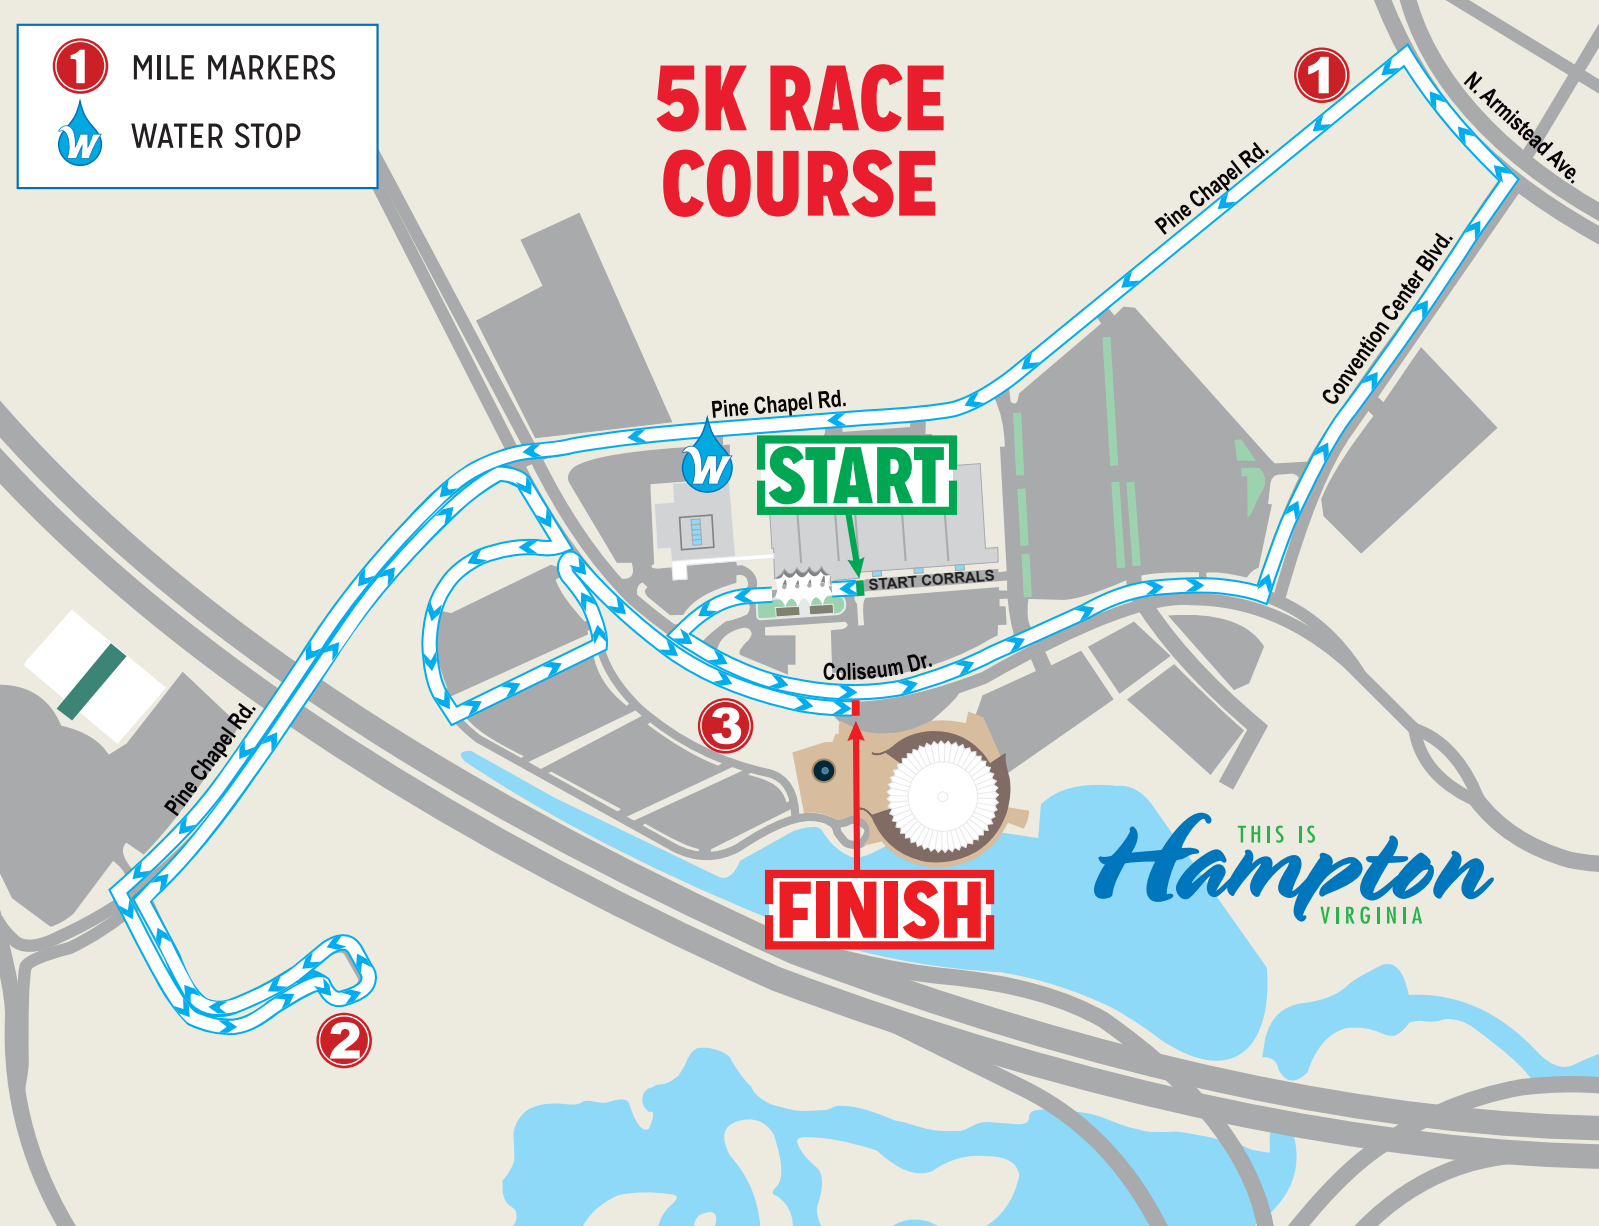 1 MILE MARKERS
W WATER STOP
5K RACE
COURSE
1
N. Armistead Ave.
Pine Chapel Rd.
Convention Center Blvd.
Pine Chapel Rd.
W
START
START CORRALS
Coliseum Dr.
3
Pine Chapel Rd.
FINISH
THIS IS
Hampton
VIRGINIA
2